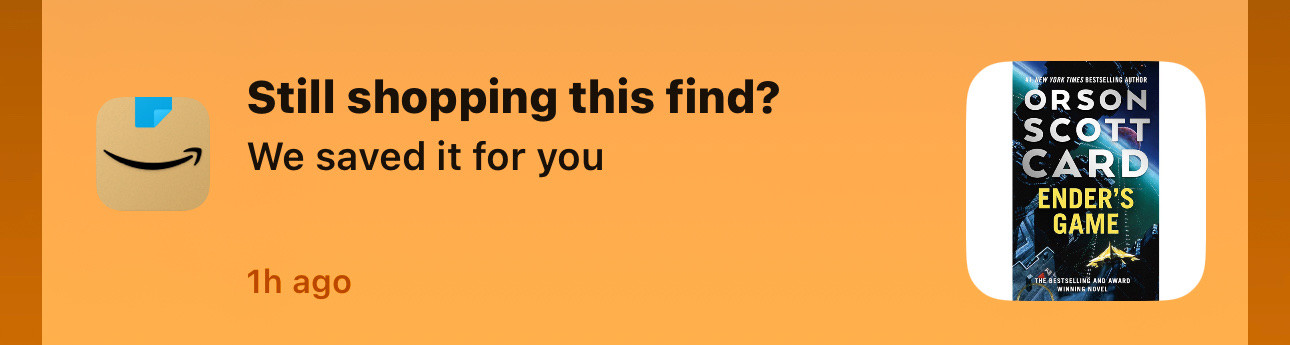 Still shopping this find?
We saved it for you
1h ago
#1 NEW YORK TIMES BESTSELLING AUTHOR
ORSON
SCOTT
CARD
ENDER'S
GAME
THE BESTSELLING AND AWARD
WINNING NOVEL